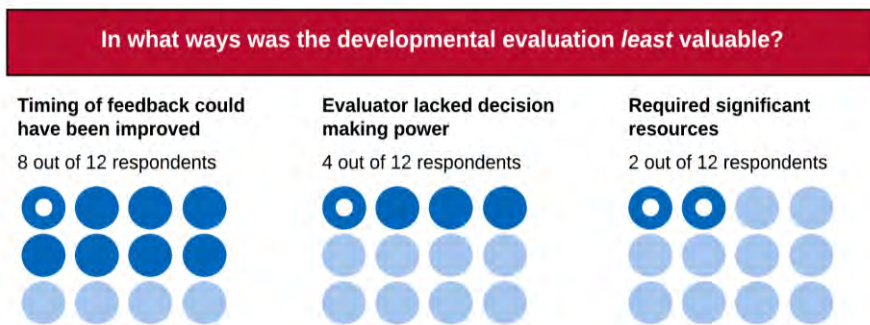 In what ways was the developmental evaluation least valuable?
Timing of feedback could
have been improved
8 out of 12 respondents
Evaluator lacked decision
making power
4 out of 12 respondents
Required significant
resources
2 out of 12 respondents